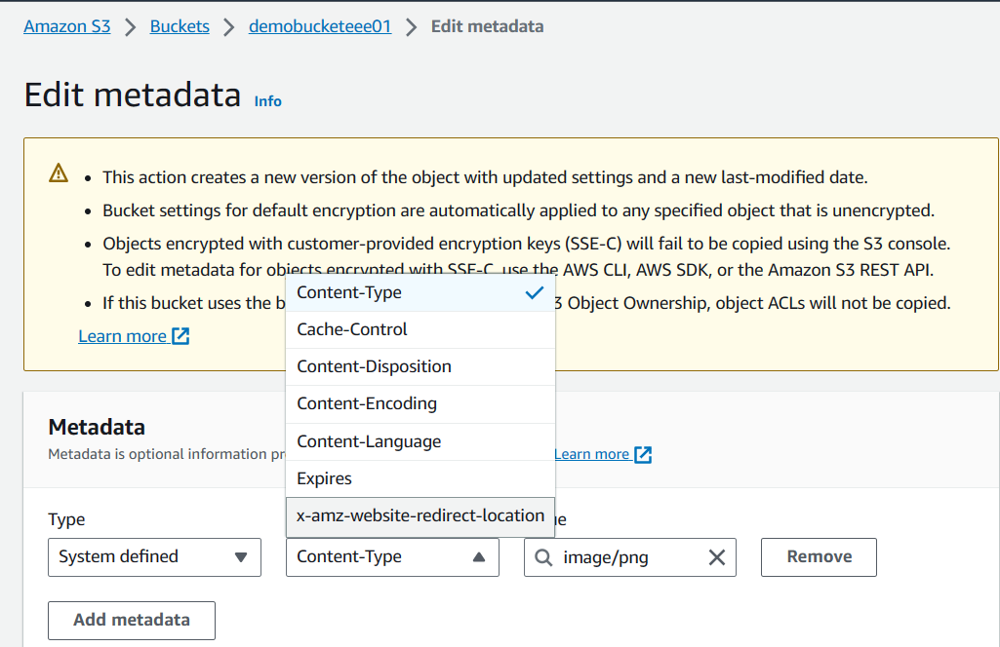 Amazon S3 > Buckets > demobucketeee01 > Edit metadata
Edit metadata Info
• This action creates a new version of the object with updated settings and a new last-modified date.
• Bucket settings for default encryption are automatically applied to any specified object that is unencrypted.
• Objects encrypted with customer-provided encryption keys (SSE-C) will fail to be copied using the S3 console.
To edit metadata for objects encrypted with SSE-C, use the AWS CLI, AWS SDK, or the Amazon S3 REST API.
• If this bucket uses the b 3 Object Ownership, object ACLs will not be copied.
Learn more
Content-Type
Cache-Control
Content-Disposition
Content-Encoding
Content-Language
Expires
x-amz-website-redirect-location
Metadata
Metadata is optional information Learn more
Type
System defined Content-Type image/png Remove
Add metadata